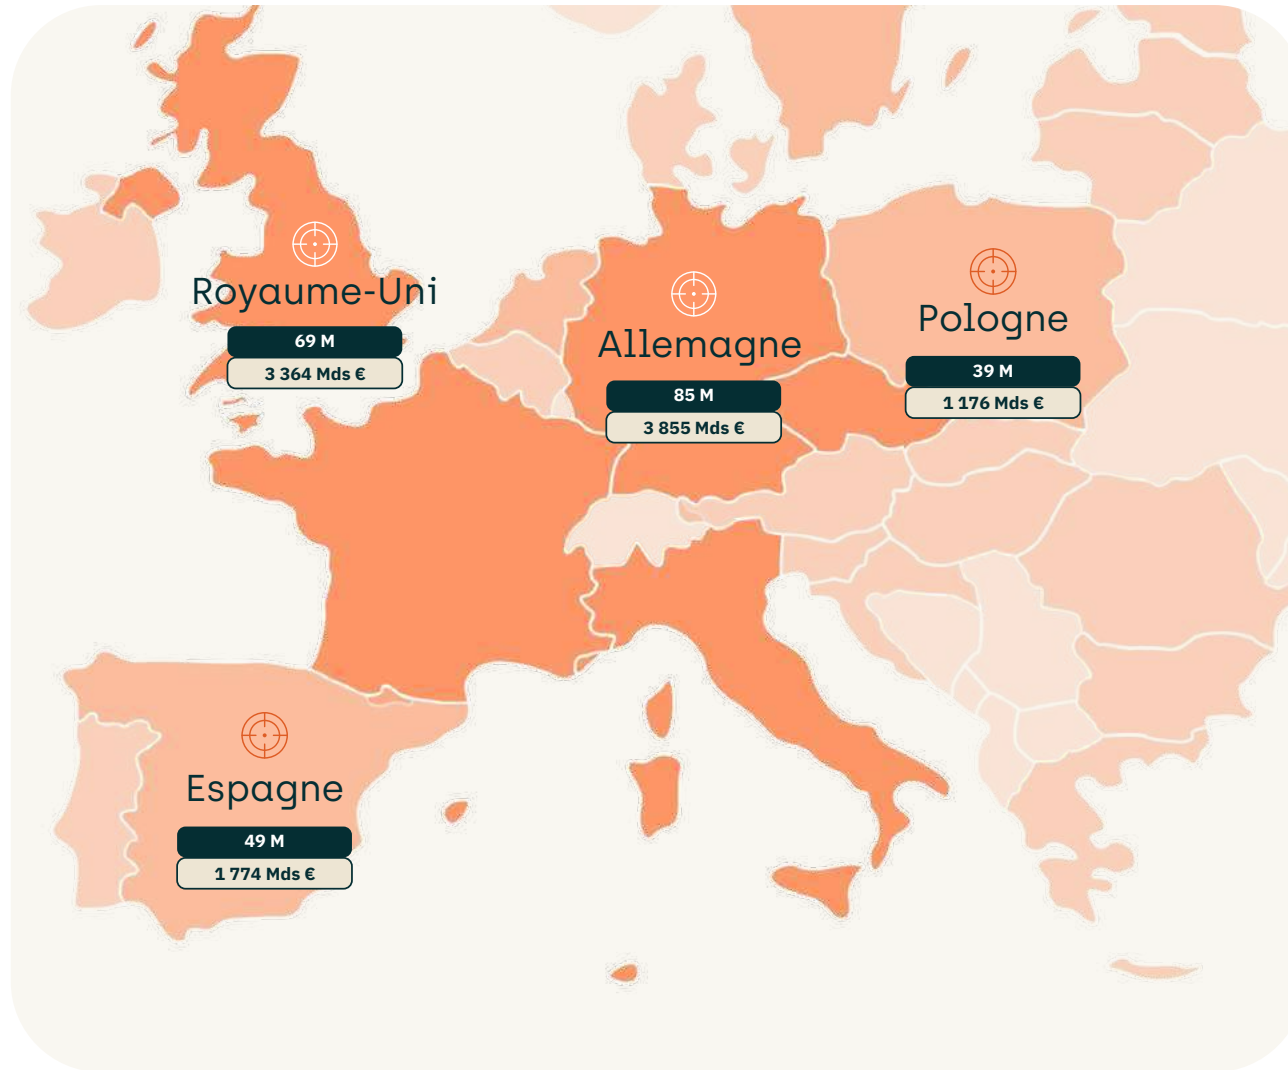 Royaume-Uni
69 M
3 364 Mds €
Allemagne
85 M
3 855 Mds €
Pologne
39 M
1 176 Mds €
Espagne
49 M
1 774 Mds €